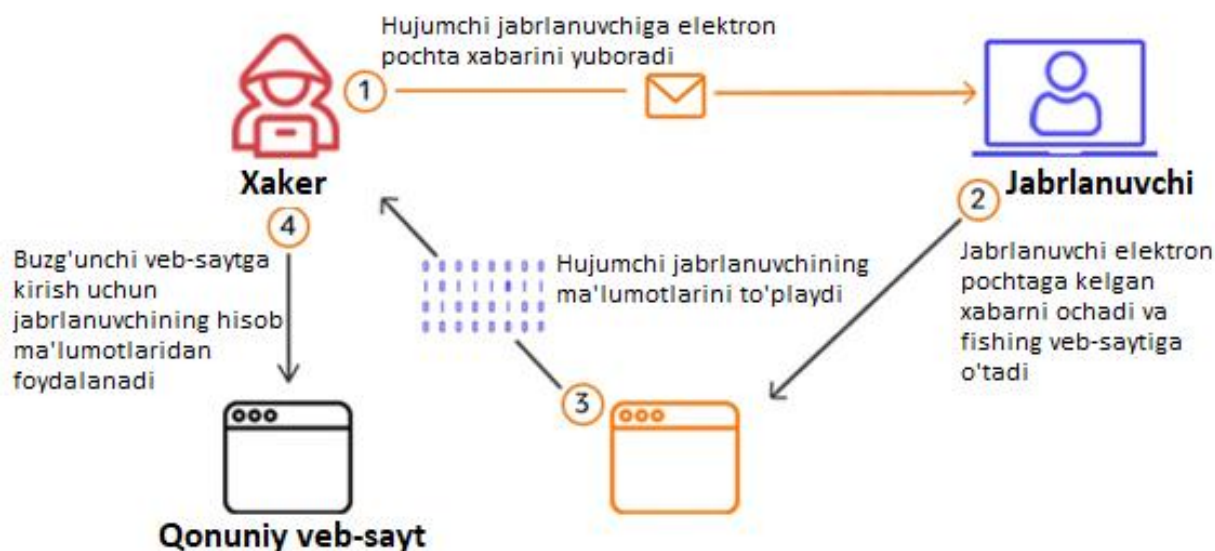 Hujumchi jabrlanuvchiga elektron
pochta xabarini yuboradi
1
Xaker
Jabrlanuvchi
2
Jabrlanuvchi elektron
pochtaga kelgan
xabarni ochadi va
fishing veb-saytiga
o'tadi
Hujumchi jabrlanuvchining
ma'lumotlarini to'playdi
3
4
Buzg'unchi veb-saytga
kirish uchun
jabrlanuvchining hisob
ma'lumotlaridan
foydalanadi
Qonuniy veb-sayt